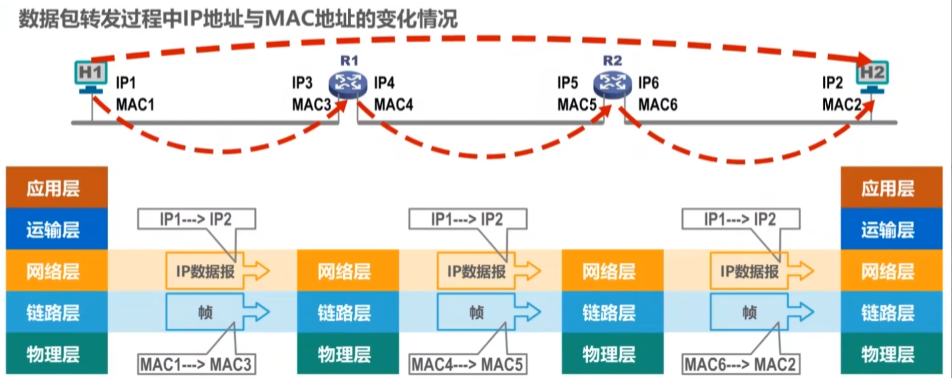 数据包转发过程中IP地址与MAC地址的变化情况
H1
IP1
MAC1
R1
IP3
MAC3
IP4
MAC4
R2
IP5
MAC5
IP6
MAC6
H2
IP2
MAC2
应用层
应用层
运输层
IP1---> IP2
IP1---> IP2
IP1---> IP2
运输层
网络层
IP数据报
网络层
IP数据报
网络层
IP数据报
网络层
链路层
帧
链路层
帧
链路层
帧
链路层
物理层
MAC1---> MAC3
物理层
MAC4---> MAC5
物理层
MAC6---> MAC2
物理层